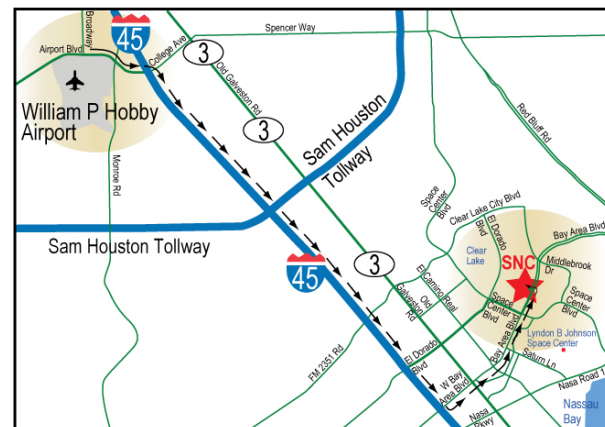 Broadway
45
College Ave
Spencer Way
Airport Blvd
3
Old Galveston Rd
William P Hobby
Airport
Monroe Rd
3
Sam Houston
Tollway
Red Bluff Rd
Space
Center
Blvd
Clear Lake City Blvd
Sam Houston Tollway
El Dorado
Blvd
Bay Area Blvd
Clear
Lake
SNC
Middlebrook
Dr
45
3
El Camino Real
Old
Galveston
Rd
Space
Center
Blvd
Space Center
Blvd
Bay Area Blvd
Lyndon B Johnson
Space Center
FM 2351 Rd
El Dorado
Blvd
Saturn Ln
W Bay
Area Blvd
Nasa Road 1
Nasa
Pkwy
Nassau
Bay